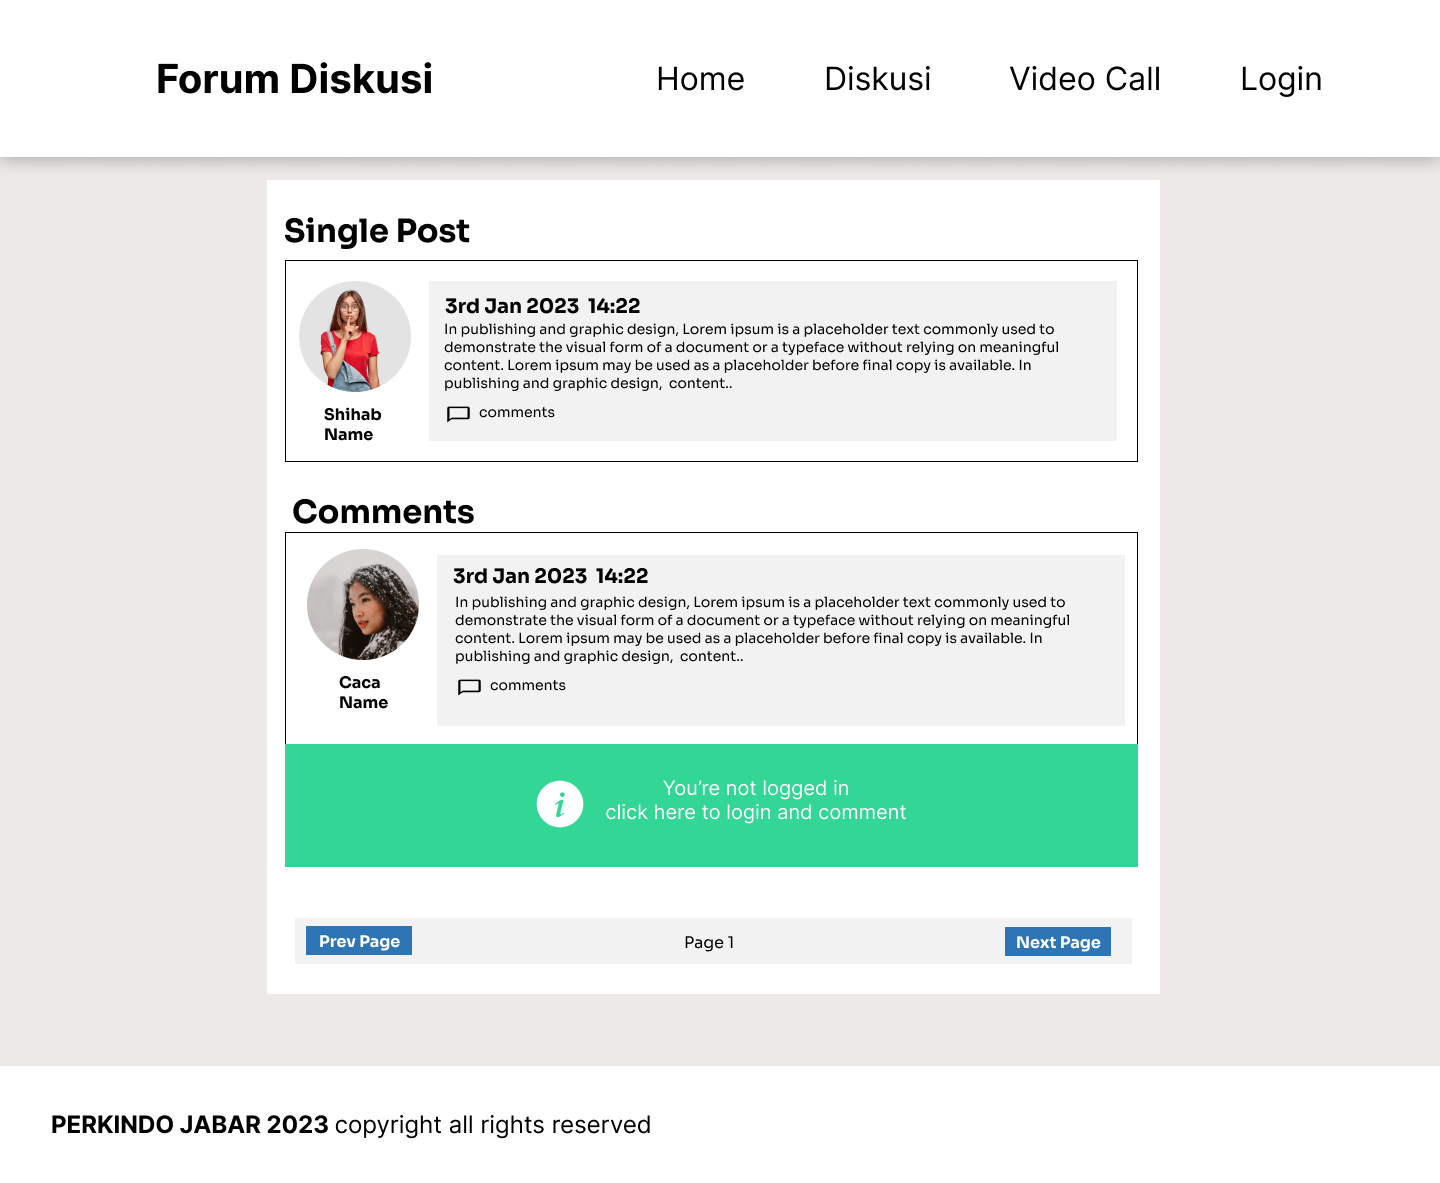 Forum Diskusi Home Diskusi Video Call Login
Single Post
3rd Jan 2023 14:22
In publishing and graphic design, Lorem ipsum is a placeholder text commonly used to
demonstrate the visual form of a document or a typeface without relying on meaningful
content. Lorem ipsum may be used as a placeholder before final copy is available. In
publishing and graphic design, content..
comments
Shihab
Name
Comments
3rd Jan 2023 14:22
In publishing and graphic design, Lorem ipsum is a placeholder text commonly used to
demonstrate the visual form of a document or a typeface without relying on meaningful
content. Lorem ipsum may be used as a placeholder before final copy is available. In
publishing and graphic design, content..
comments
Caca
Name
You’re not logged in
click here to login and comment
Prev Page Page 1 Next Page
PERKINDO JABAR 2023 copyright all rights reserved